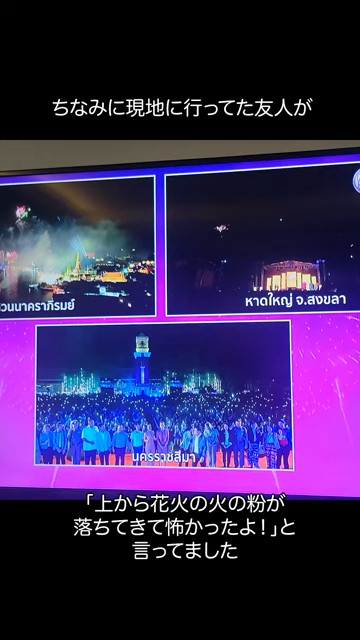 ちなみに現地に行ってた友人が
สวนนาคราภิรมย์
หาดใหญ่ จ.สงขลา
นครราชสีมา
「上から花火の火の粉が
落ちてきて怖かったよ！」と
言ってました